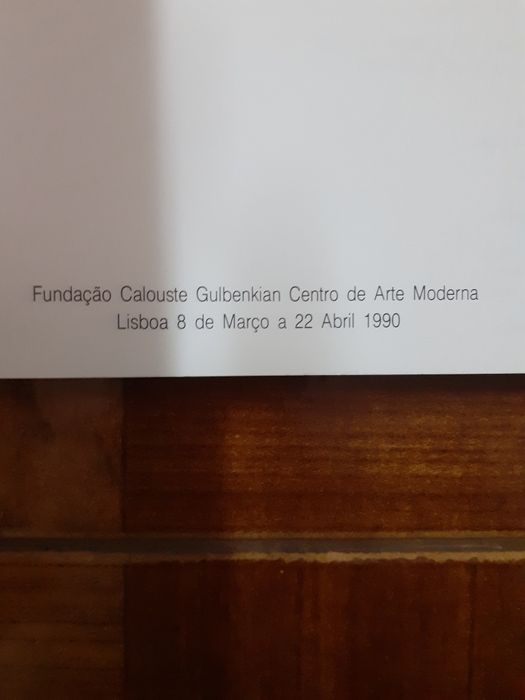 Fundação Calouste Gulbenkian Centro de Arte Moderna
Lisboa 8 de Março a 22 Abril 1990